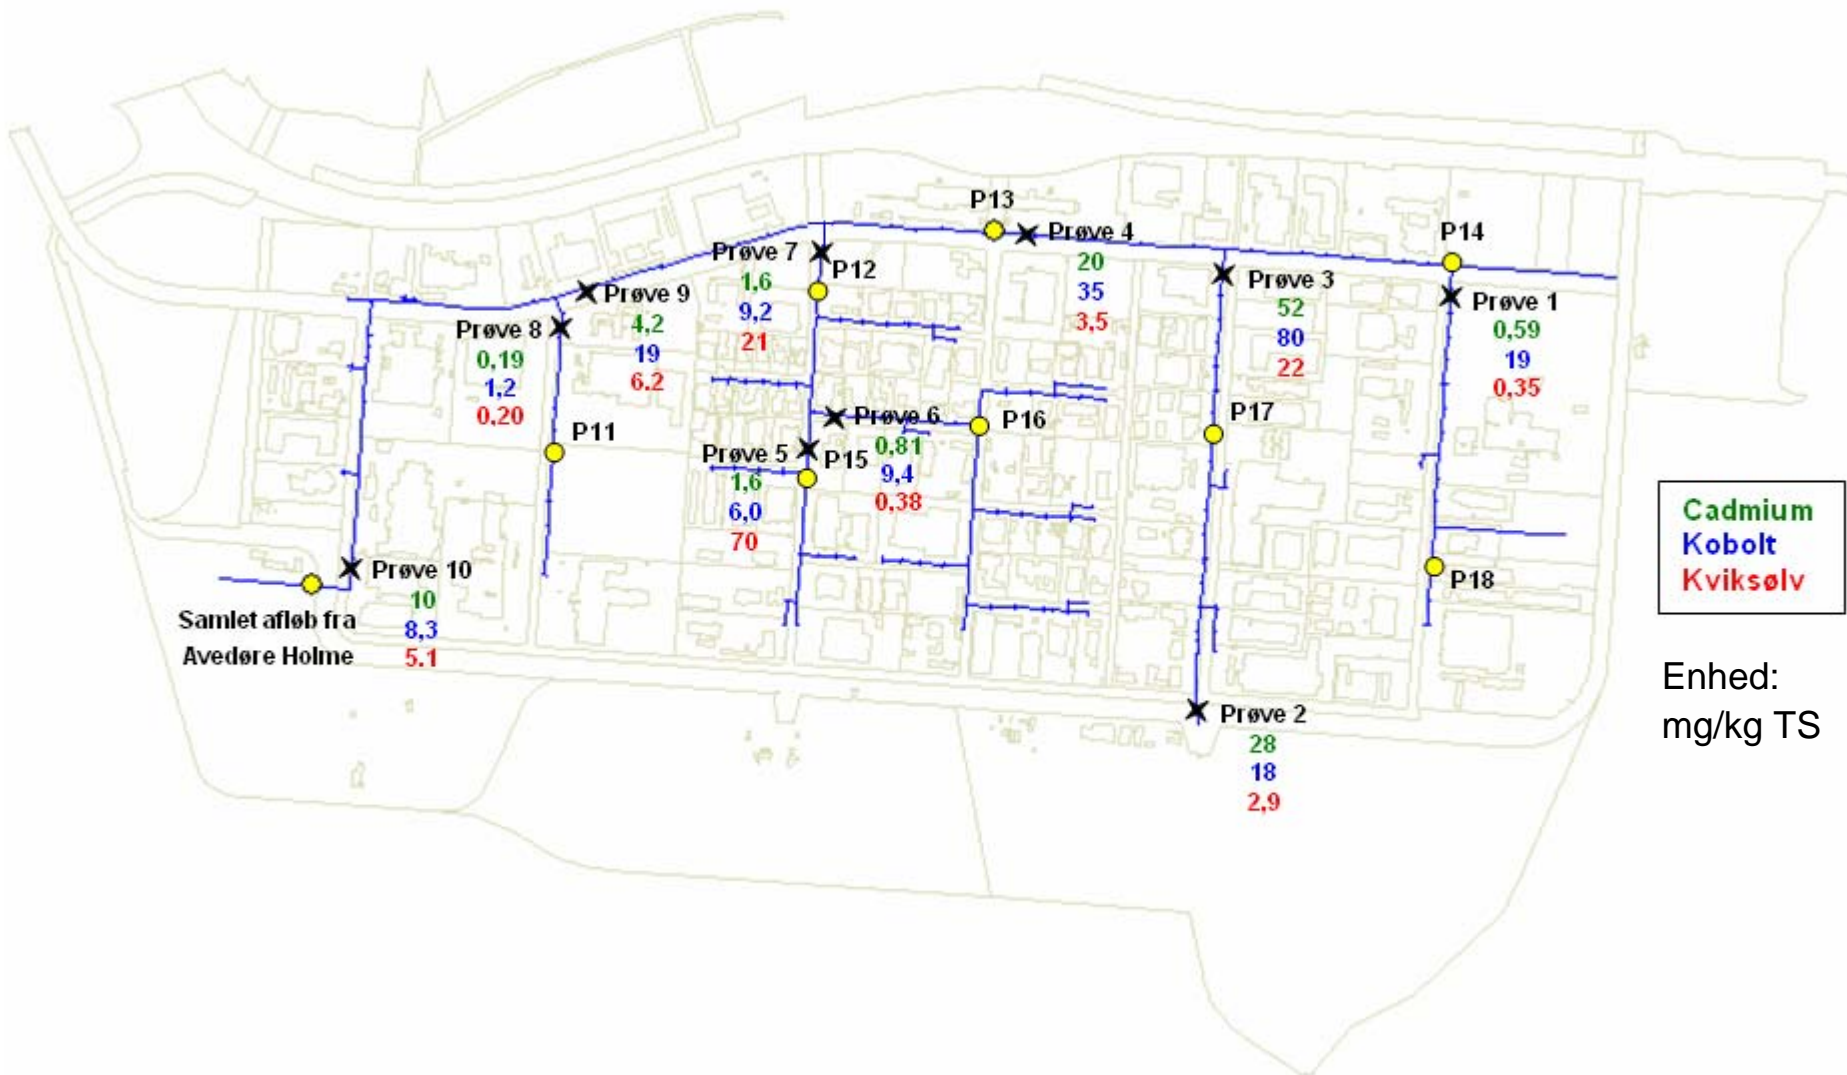 P13
Prøve 4
20
35
3,5
P14
Prøve 7
1,6
9,2
21
P12
Prøve 3
52
80
22
Prøve 1
0,59
19
0,35
Prøve 9
4,2
19
6.2
Prøve 8
0,19
1,2
0,20
P11
Prøve 6
0,81
9,4
0,38
P16
P17
Prøve 5
1,6
6,0
70
P15
Cadmium
Kobolt
Kviksølv
P18
Prøve 10
10
8,3
5.1
Samlet afløb fra
Avedøre Holme
Enhed:
mg/kg TS
Prøve 2
28
18
2,9